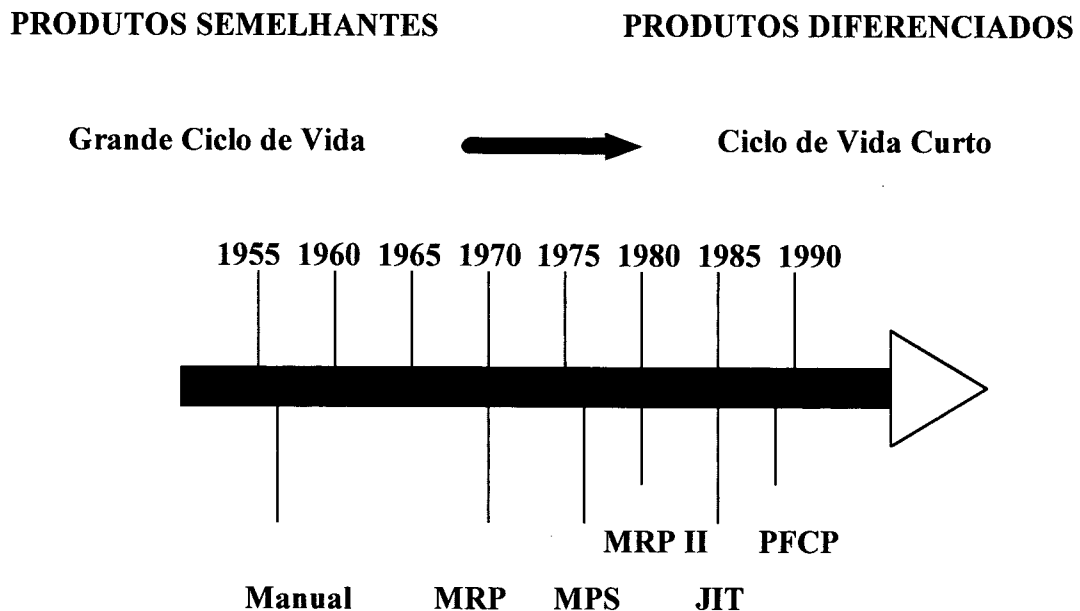 PRODUTOS SEMELHANTES PRODUTOS DIFERENCIADOS
Grande Ciclo de Vida Ciclo de Vida Curto
1955 1960 1965 1970 1975 1980 1985 1990
MRP II PFCP
Manual MRP MPS JIT